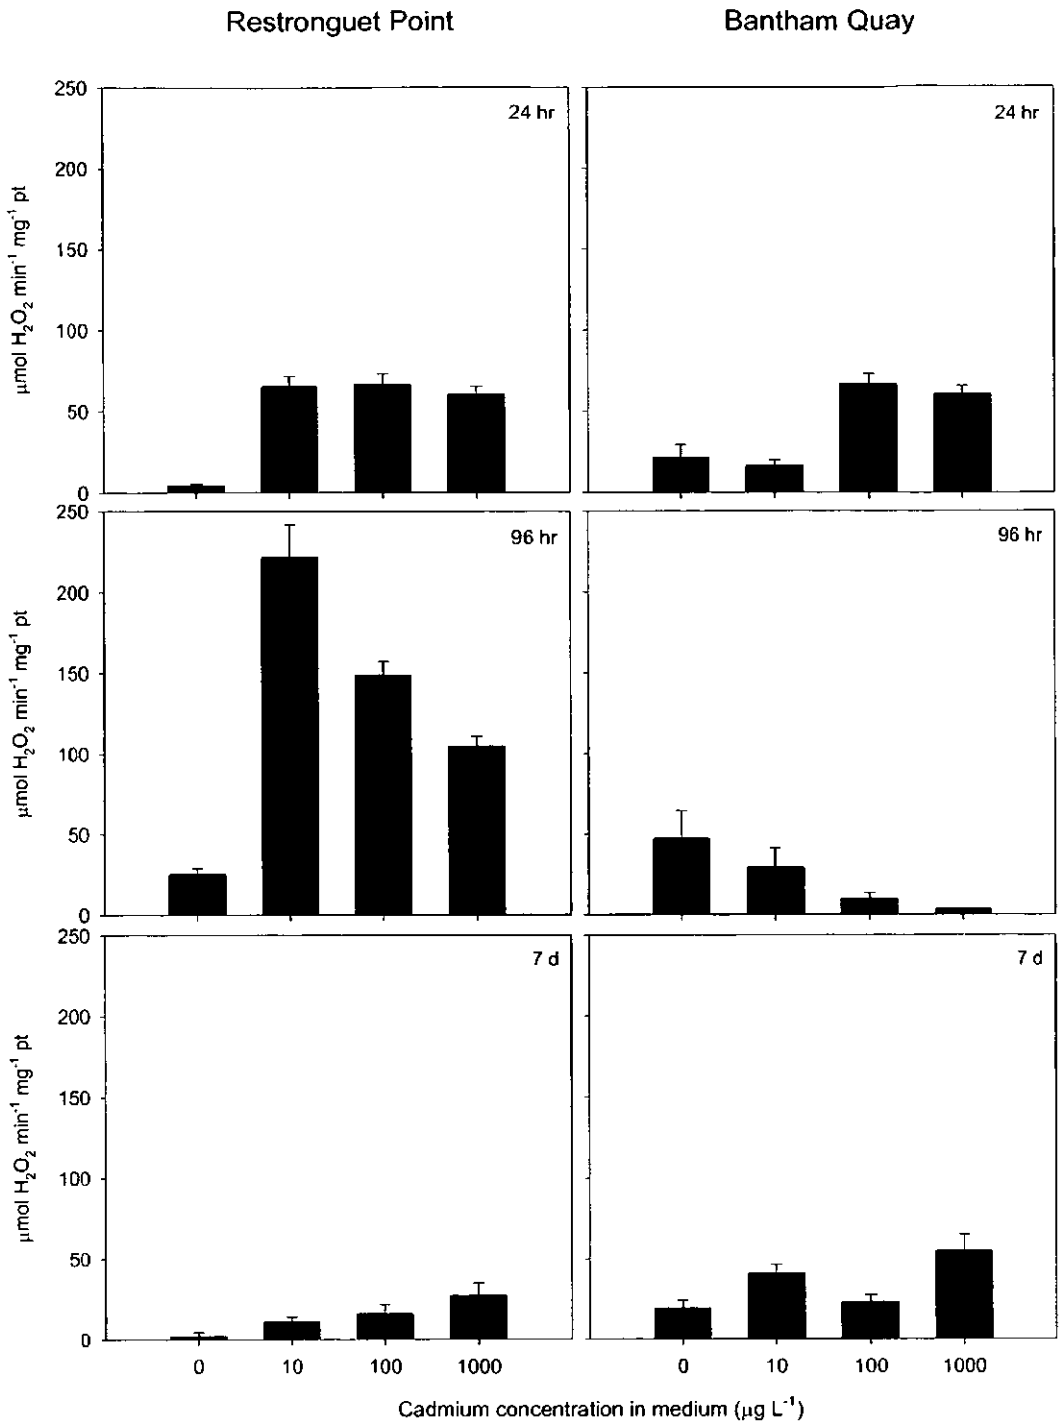 Restronguet Point Bantham Quay
250 24 hr 24 hr
200
150
100
50
0
μmol H₂O₂ min⁻¹ mg⁻¹ pt
250 96 hr 96 hr
200
150
100
50
0
μmol H₂O₂ min⁻¹ mg⁻¹ pt
250 7 d 7 d
200
150
100
50
0
μmol H₂O₂ min⁻¹ mg⁻¹ pt
0 10 100 1000 0 10 100 1000
Cadmium concentration in medium (μg L⁻¹)